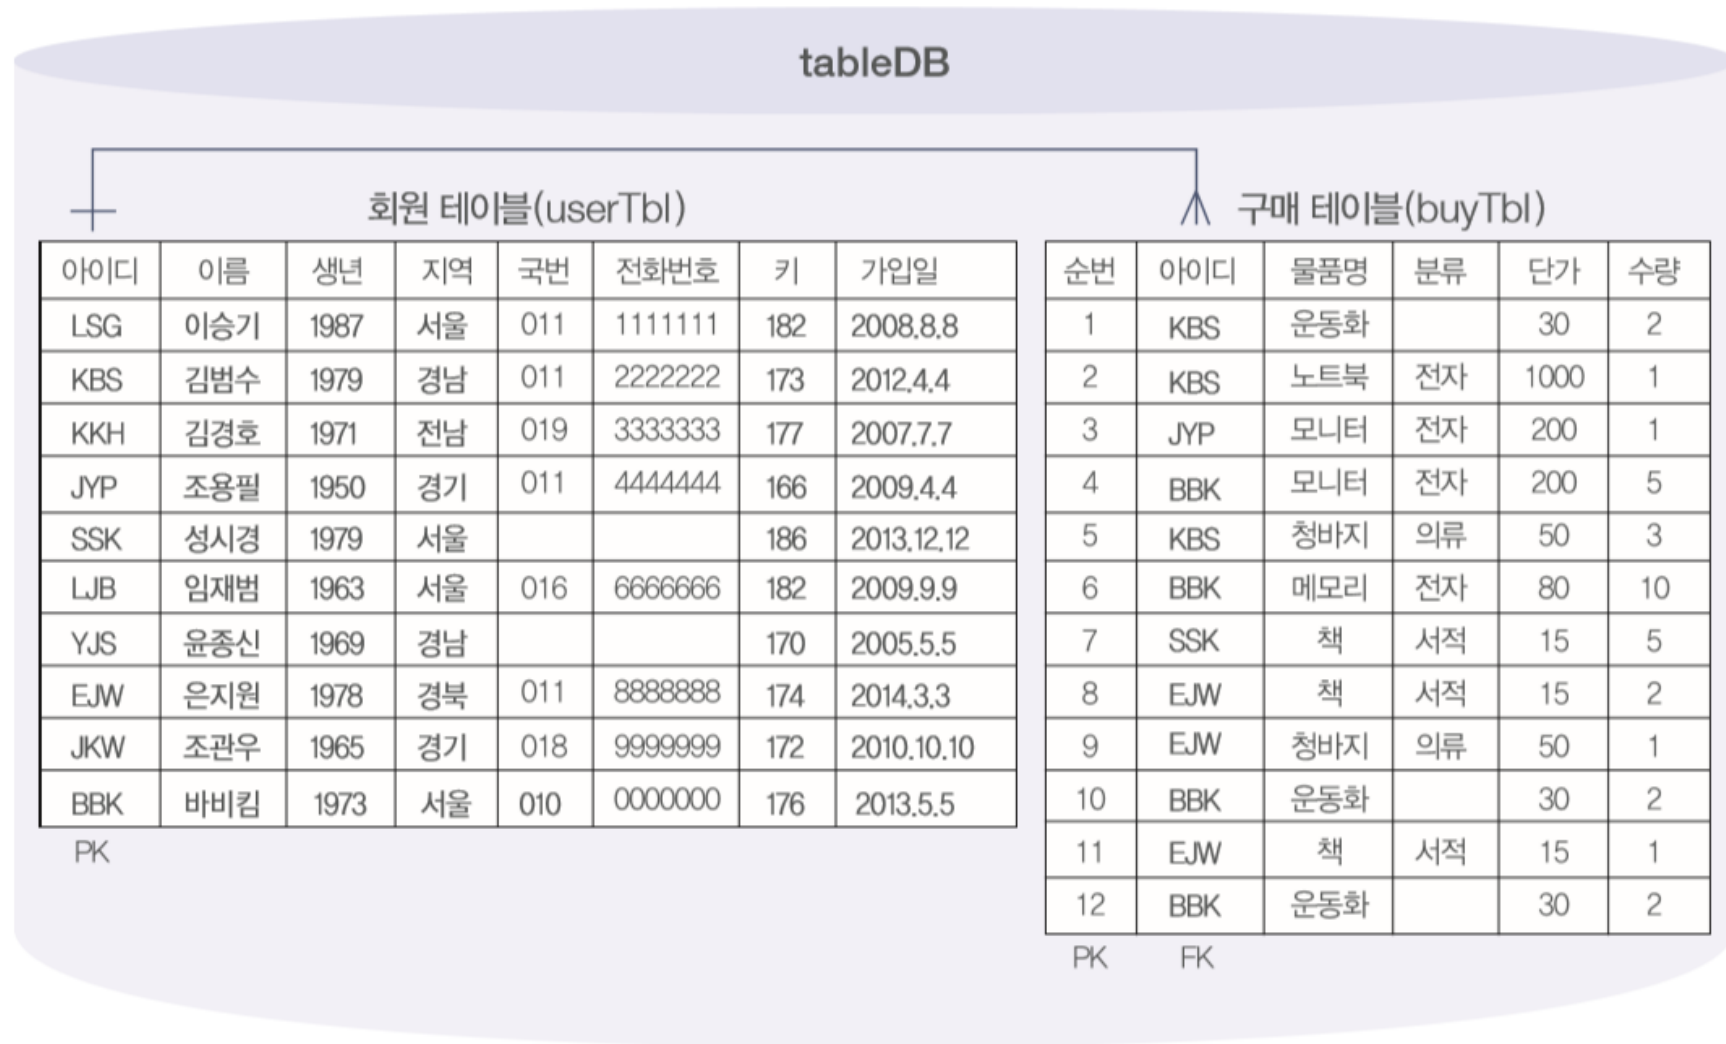 tableDB
회원 테이블(userTbl)
아이디 이름 생년 지역 국번 전화번호 키 가입일
LSG 이승기 1987 서울 011 1111111 182 2008.8.8
KBS 김범수 1979 경남 011 2222222 173 2012.4.4
KKH 김경호 1971 전남 019 3333333 177 2007.7.7
JYP 조용필 1950 경기 011 4444444 166 2009.4.4
SSK 성시경 1979 서울 186 2013.12.12
LJB 임재범 1963 서울 016 6666666 182 2009.9.9
YJS 윤종신 1969 경남 170 2005.5.5
EJW 은지원 1978 경북 011 8888888 174 2014.3.3
JKW 조관우 1965 경기 018 9999999 172 2010.10.10
BBK 바비킴 1973 서울 010 0000000 176 2013.5.5
PK
구매 테이블(buyTbl)
순번 아이디 물품명 분류 단가 수량
1 KBS 운동화 30 2
2 KBS 노트북 전자 1000 1
3 JYP 모니터 전자 200 1
4 BBK 모니터 전자 200 5
5 KBS 청바지 의류 50 3
6 BBK 메모리 전자 80 10
7 SSK 책 서적 15 5
8 EJW 책 서적 15 2
9 EJW 청바지 의류 50 1
10 BBK 운동화 30 2
11 EJW 책 서적 15 1
12 BBK 운동화 30 2
PK FK